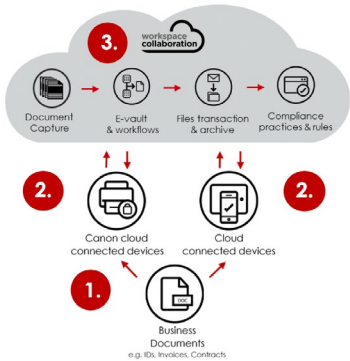 3.
workspace
collaboration
Document
Capture
E-vault
& workflows
Files transaction
& archive
Compliance
practices & rules
2.
2.
Canon cloud
connected devices
Cloud
connected devices
1.
DOC
Business
Documents
e.g. IDs, Invoices, Contracts